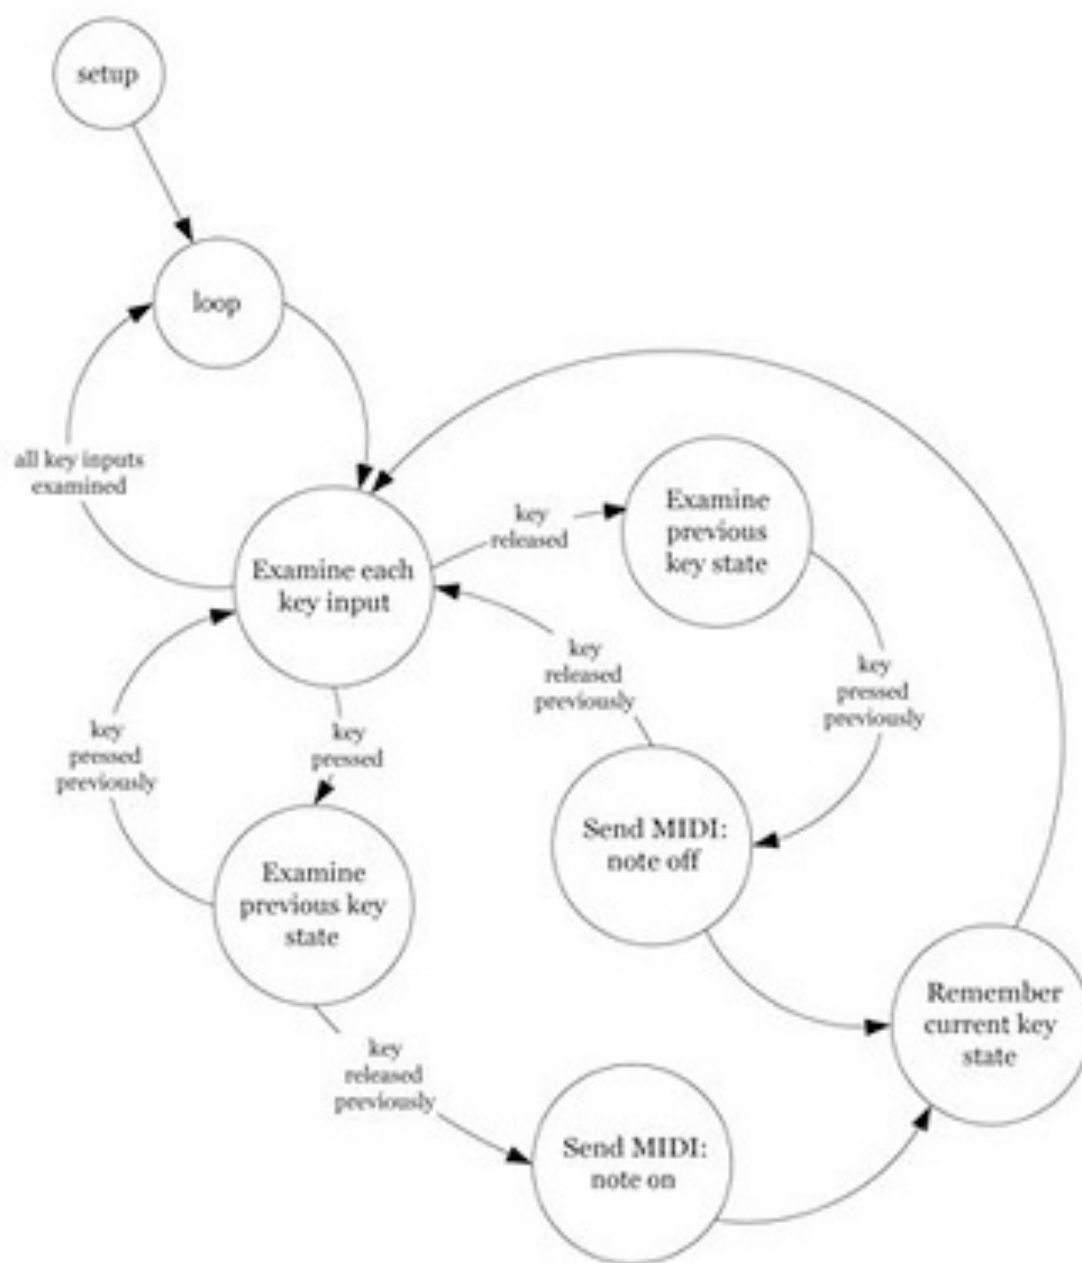 setup
loop
all key inputs
examined
Examine each
key input
key
released
Examine
previous
key state
key
released
previously
key
pressed
previously
key
pressed
previously
key
pressed
Send MIDI:
note off
Examine
previous key
state
Remember
current key
state
key
released
previously
Send MIDI:
note on